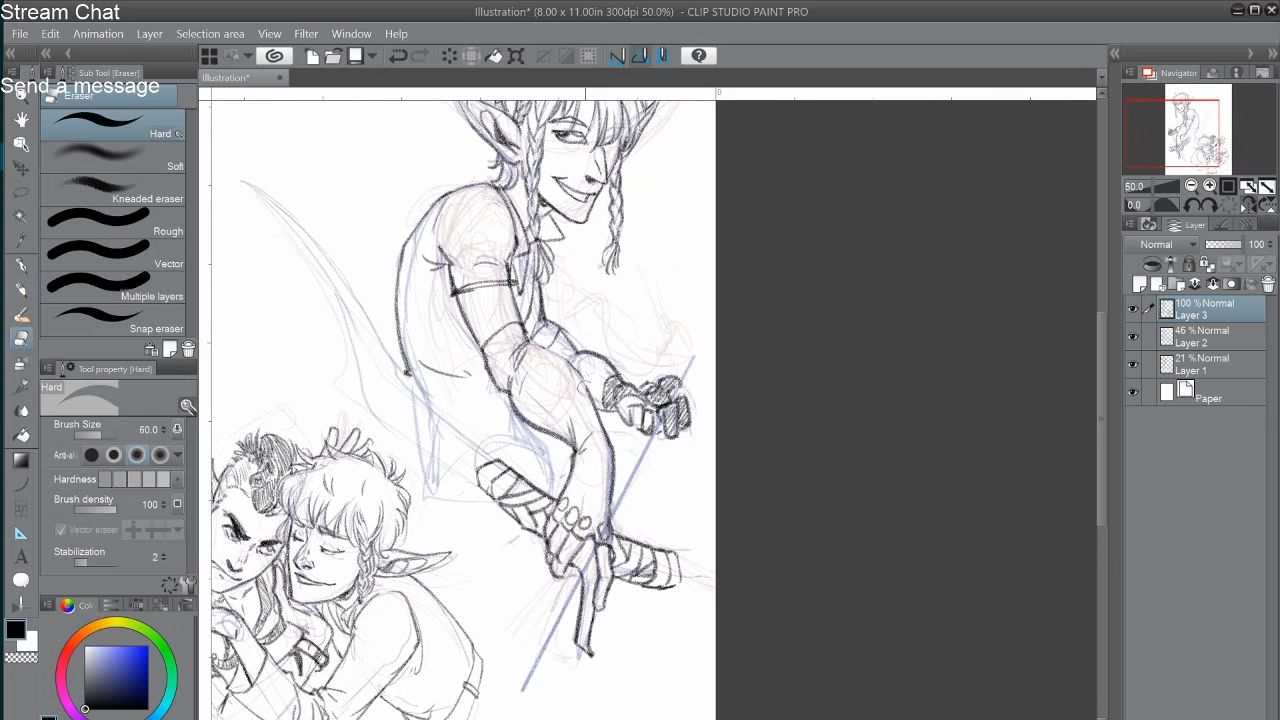 Stream Chat
Illustration* (8.00 x 11.00in 300dpi 50.0%) - CLIP STUDIO PAINT PRO
File Edit Animation Layer Selection area View Filter Window Help
Sub Tool [Eraser]
Illustration*
Navigator
Send a message
Eraser
0
Hard
Soft
Kneaded eraser
Rough
50.0
Vector
0.0
Multiple layers
Layer
Snap eraser
Normal 100
Tool property [Hard]
100 %Normal
Layer 3
46 %Normal
Layer 2
21 %Normal
Layer 1
Paper
Hard
Brush Size 60.0
Anti-al
Hardness
Brush density 100
Vector eraser
Stabilization 2
Col